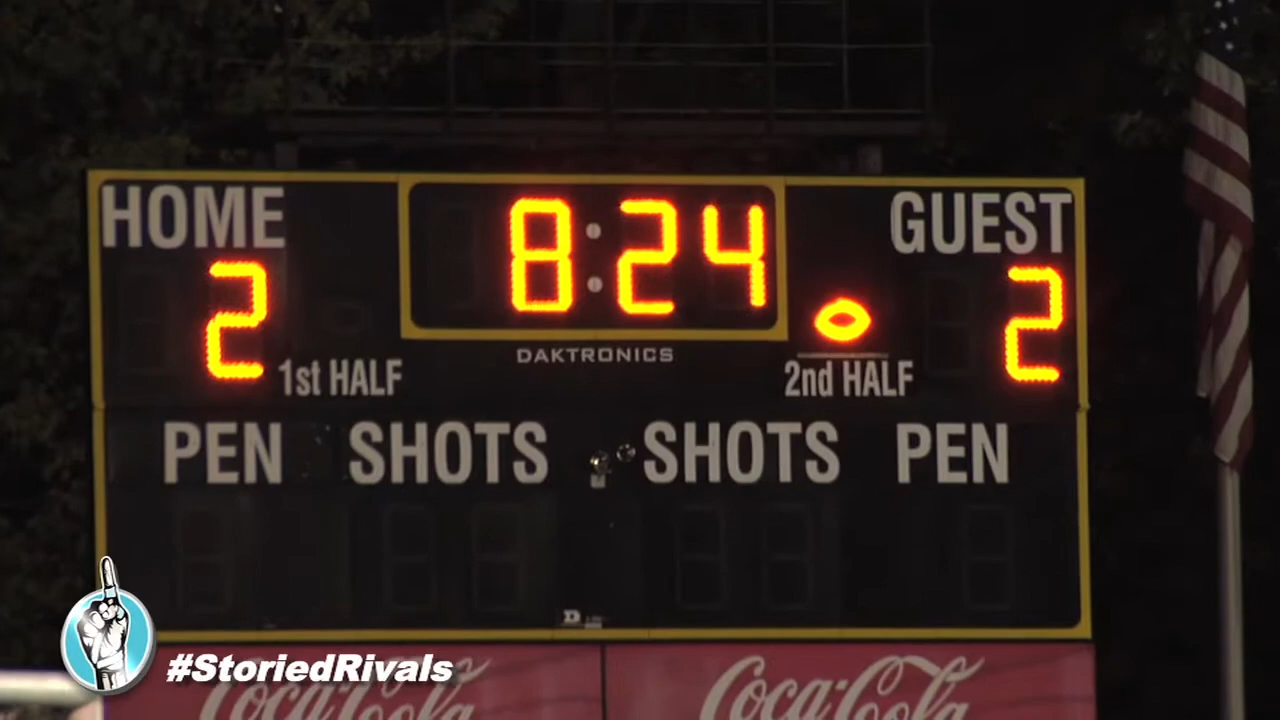 HOME 8:24 GUEST
2 2
DAKTRONICS
1st HALF 2nd HALF
PEN SHOTS SHOTS PEN
#StoriedRivals
Coca-Cola Coca-Cola